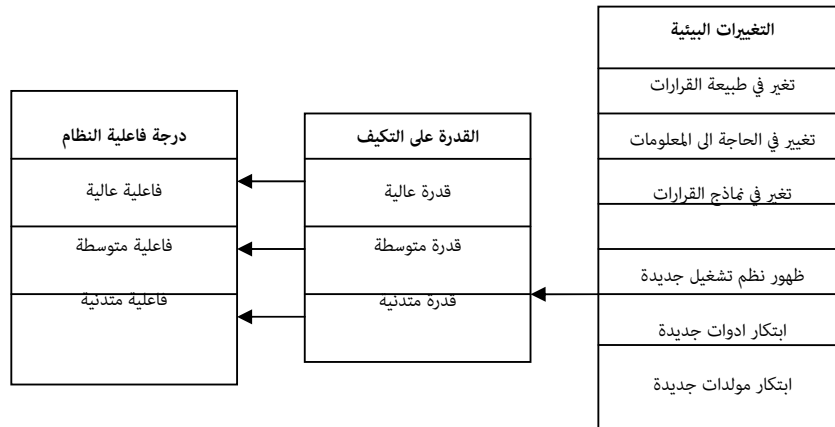 التغييرات البيئية
تغير في طبيعة القرارات
تغيير في الحاجة الى المعلومات
تغير في نماذج القرارات
ظهور نظم تشغيل جديدة
ابتكار ادوات جديدة
ابتكار مولدات جديدة
القدرة على التكيف
قدرة عالية
قدرة متوسطة
قدرة متدنية
درجة فاعلية النظام
فاعلية عالية
فاعلية متوسطة
فاعلية متدنية